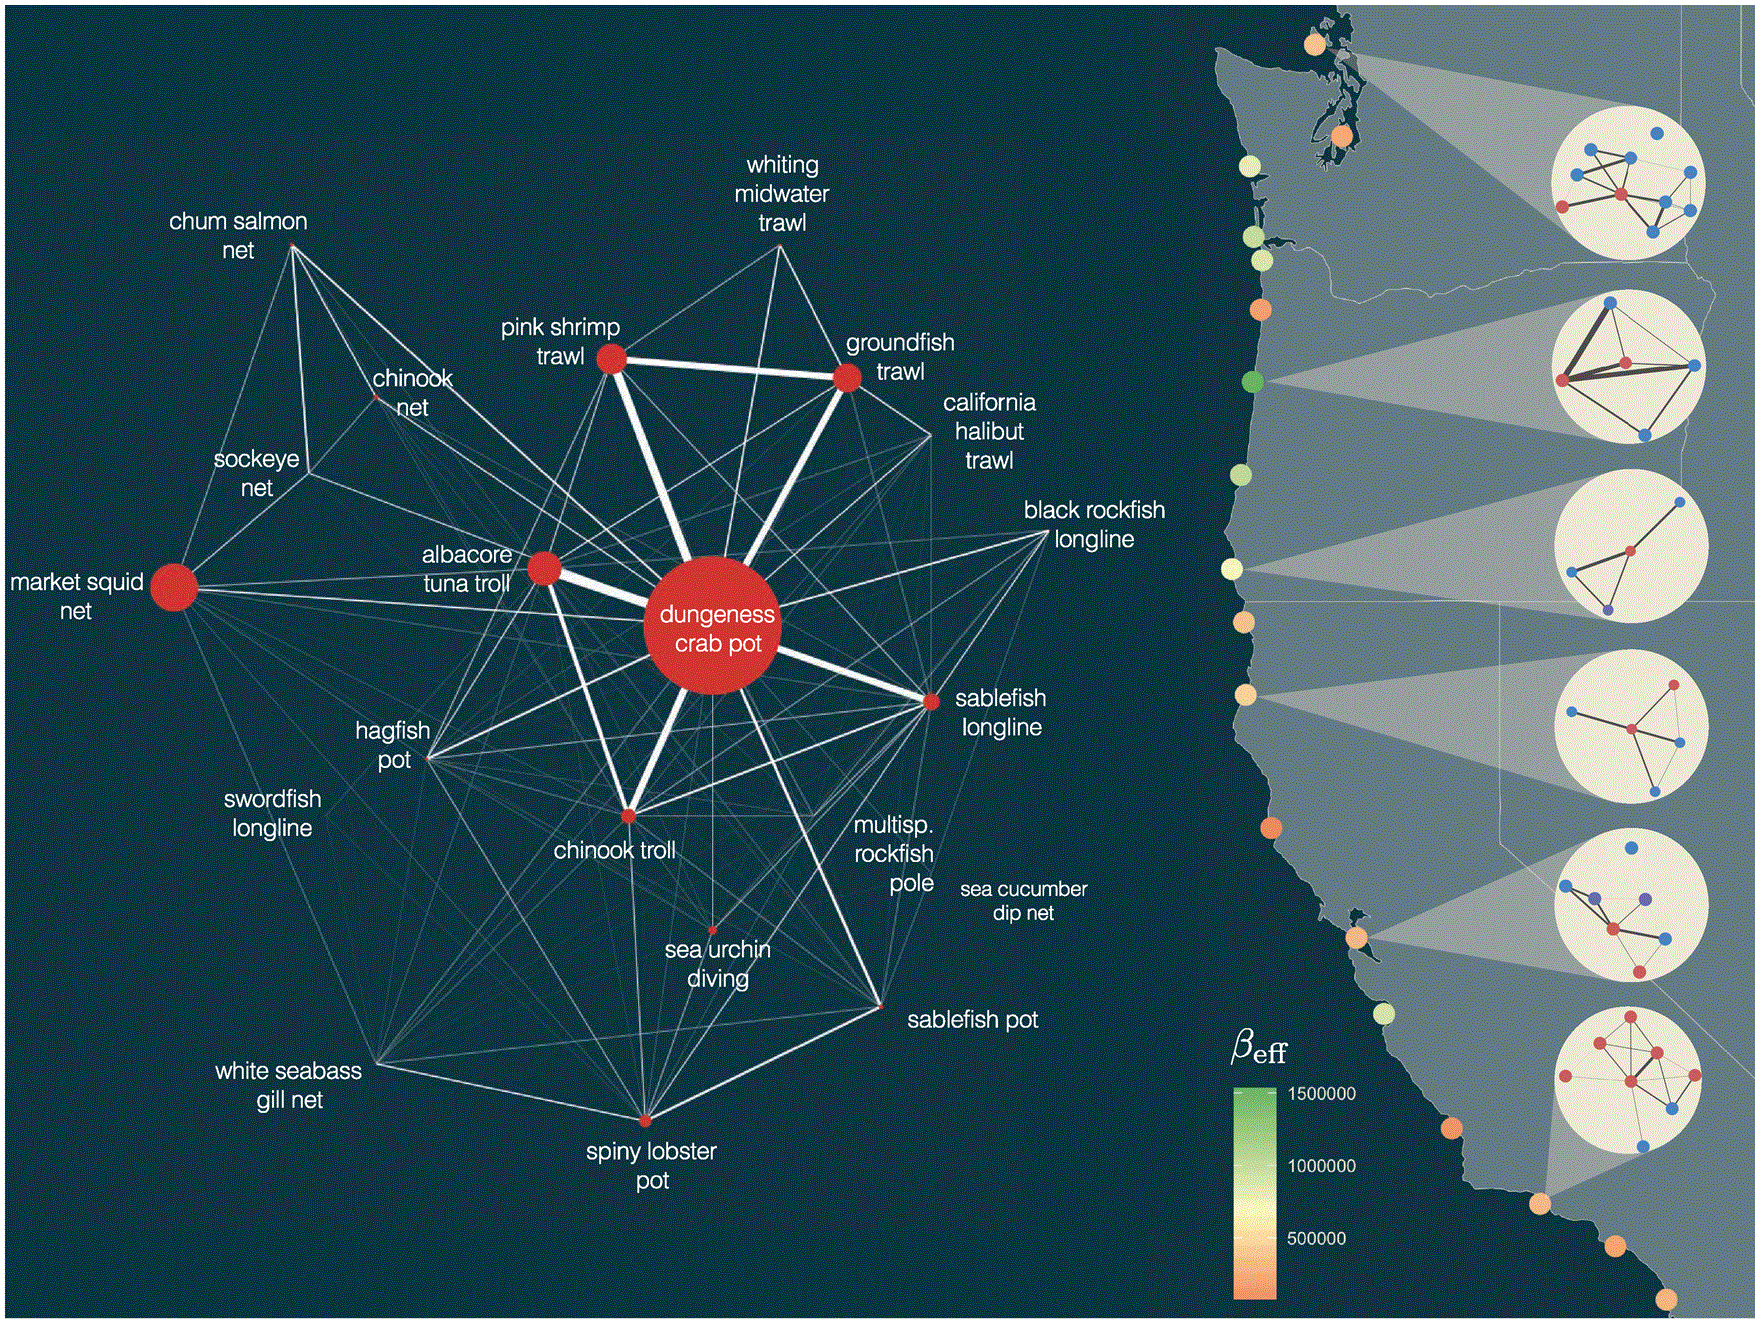 whiting
midwater
trawl
chum salmon
net
pink shrimp
trawl
groundfish
trawl
chinook
net
california
halibut
trawl
sockeye
net
black rockfish
longline
albacore
tuna troll
market squid
net
dungeness
crab pot
sablefish
longline
hagfish
pot
swordfish
longline
chinook troll
multisp.
rockfish
pole
sea cucumber
dip net
sea urchin
diving
sablefish pot
white seabass
gill net
spiny lobster
pot
βeff
1500000
1000000
500000